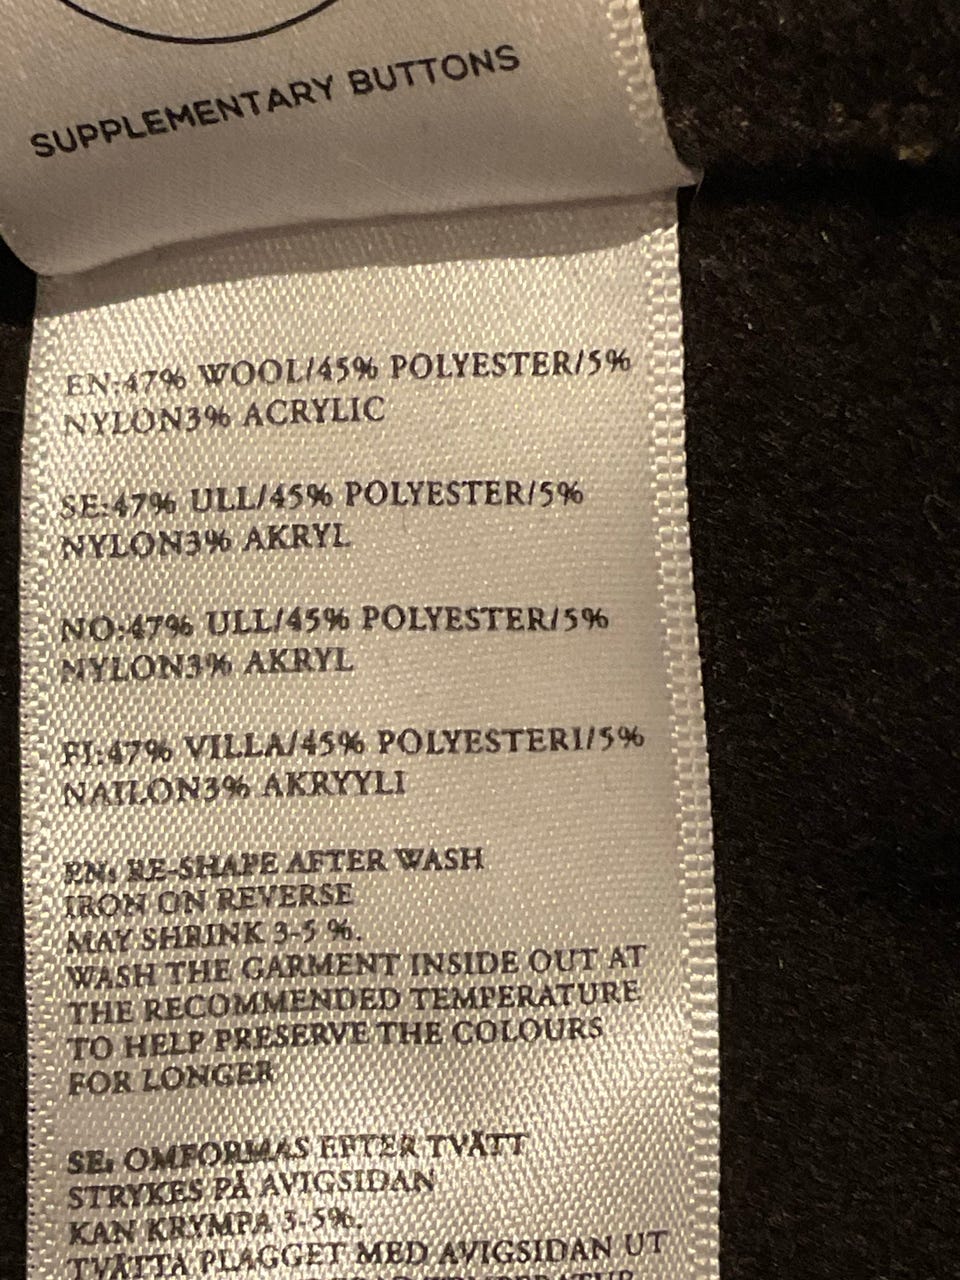 SUPPLEMENTARY BUTTONS
EN:47% WOOL/45% POLYESTER/5%
NYLON3% ACRYLIC
SE:47% ULL/45% POLYESTER/5%
NYLON3% AKRYL
NO:47% ULL/45% POLYESTER/5%
NYLON3% AKRYL
FI:47% VILLA/45% POLYESTERI/5%
NAILON3% AKRYYLI
EN: RE-SHAPE AFTER WASH
IRON ON REVERSE
MAY SHRINK 3-5 %.
WASH THE GARMENT INSIDE OUT AT
THE RECOMMENDED TEMPERATURE
TO HELP PRESERVE THE COLOURS
FOR LONGER
SE: OMFORMAS EFTER TVÄTT
STRYKES PÅ AVIGSIDAN
KAN KRYMPA 3-5%.
TVÄTTA PLAGGET MED AVIGSIDAN UT